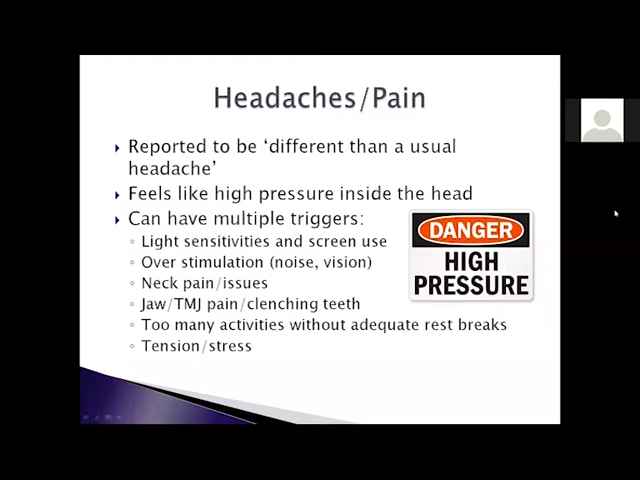 Headaches/Pain
Reported to be ‘different than a usual
headache’
Feels like high pressure inside the head
Can have multiple triggers:
Light sensitivities and screen use
Over stimulation (noise, vision)
Neck pain/issues
Jaw/TMJ pain/clenching teeth
Too many activities without adequate rest breaks
Tension/stress
DANGER
HIGH
PRESSURE